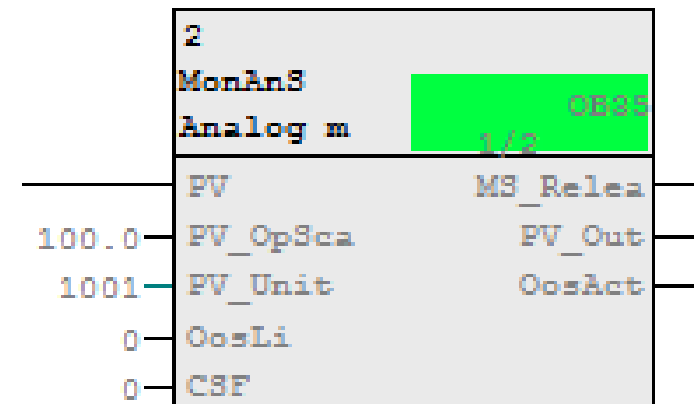 2
MonAnS
Analog m
OB35
1/2
PV MS_Relea
100.0 PV_OpSca PV_Out
1001 PV_Unit OosAct
0 OosLi
0 CSF